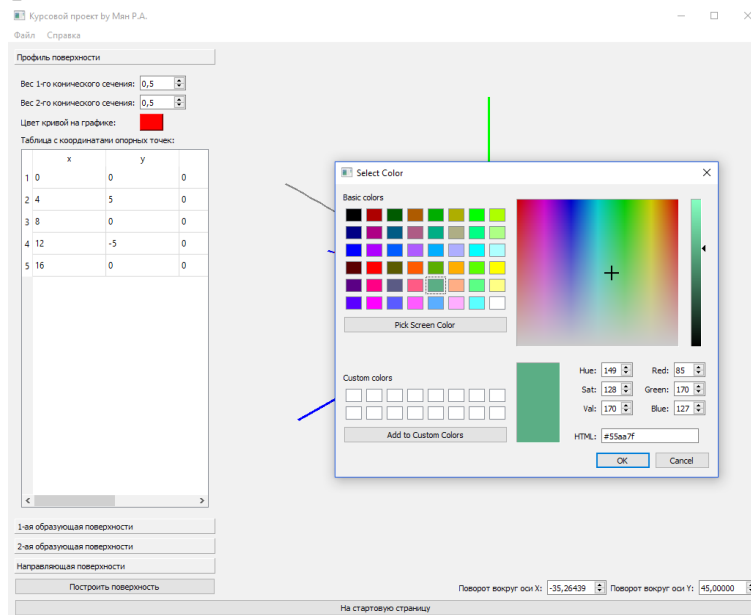 Курсовой проект by Мян Р.А.
Файл Справка
Профиль поверхности
Вес 1-го конического сечения: 0,5
Вес 2-го конического сечения: 0,5
Цвет кривой на графике:
Таблица с координатами опорных точек:
x y
1 0 0 0
2 4 5 0
3 8 0 0
4 12 -5 0
5 16 0 0
1-ая образующая поверхности
2-ая образующая поверхности
Направляющая поверхности
Построить поверхность
Select Color
Basic colors
Pick Screen Color
Custom colors
Add to Custom Colors
Hue: 149 Red: 85
Sat: 128 Green: 170
Val: 170 Blue: 127
HTML: #55aa7f
OK Cancel
Поворот вокруг оси X: -35,26439 Поворот вокруг оси Y: 45,00000
На стартовую страницу